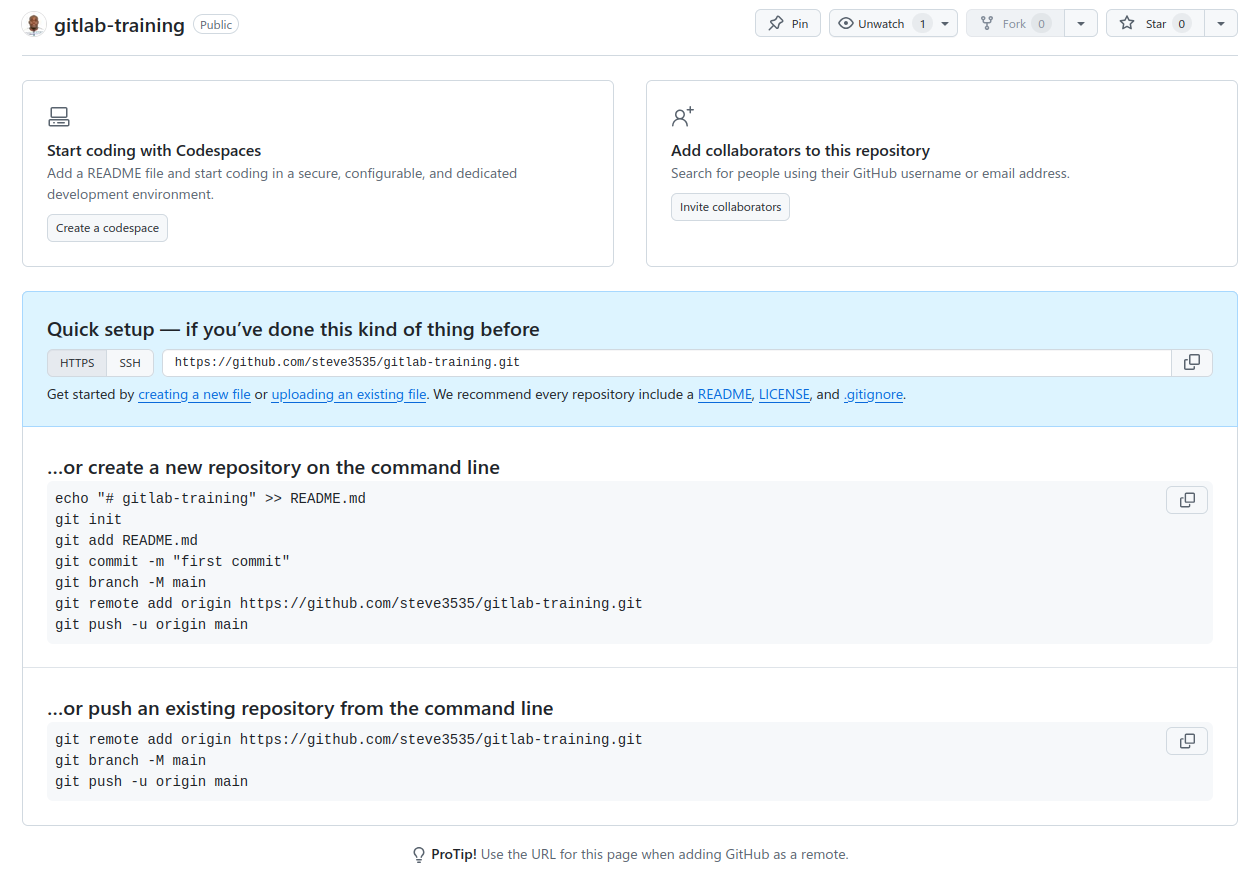 gitlab-training Public
Pin Unwatch 1 Fork 0 Star 0
Start coding with Codespaces
Add a README file and start coding in a secure, configurable, and dedicated
development environment.
Create a codespace
Add collaborators to this repository
Search for people using their GitHub username or email address.
Invite collaborators
Quick setup — if you’ve done this kind of thing before
HTTPS SSH https://github.com/steve3535/gitlab-training.git
Get started by creating a new file or uploading an existing file. We recommend every repository include a README, LICENSE, and .gitignore.
…or create a new repository on the command line
echo "# gitlab-training" >> README.md
git init
git add README.md
git commit -m "first commit"
git branch -M main
git remote add origin https://github.com/steve3535/gitlab-training.git
git push -u origin main
…or push an existing repository from the command line
git remote add origin https://github.com/steve3535/gitlab-training.git
git branch -M main
git push -u origin main
ProTip! Use the URL for this page when adding GitHub as a remote.